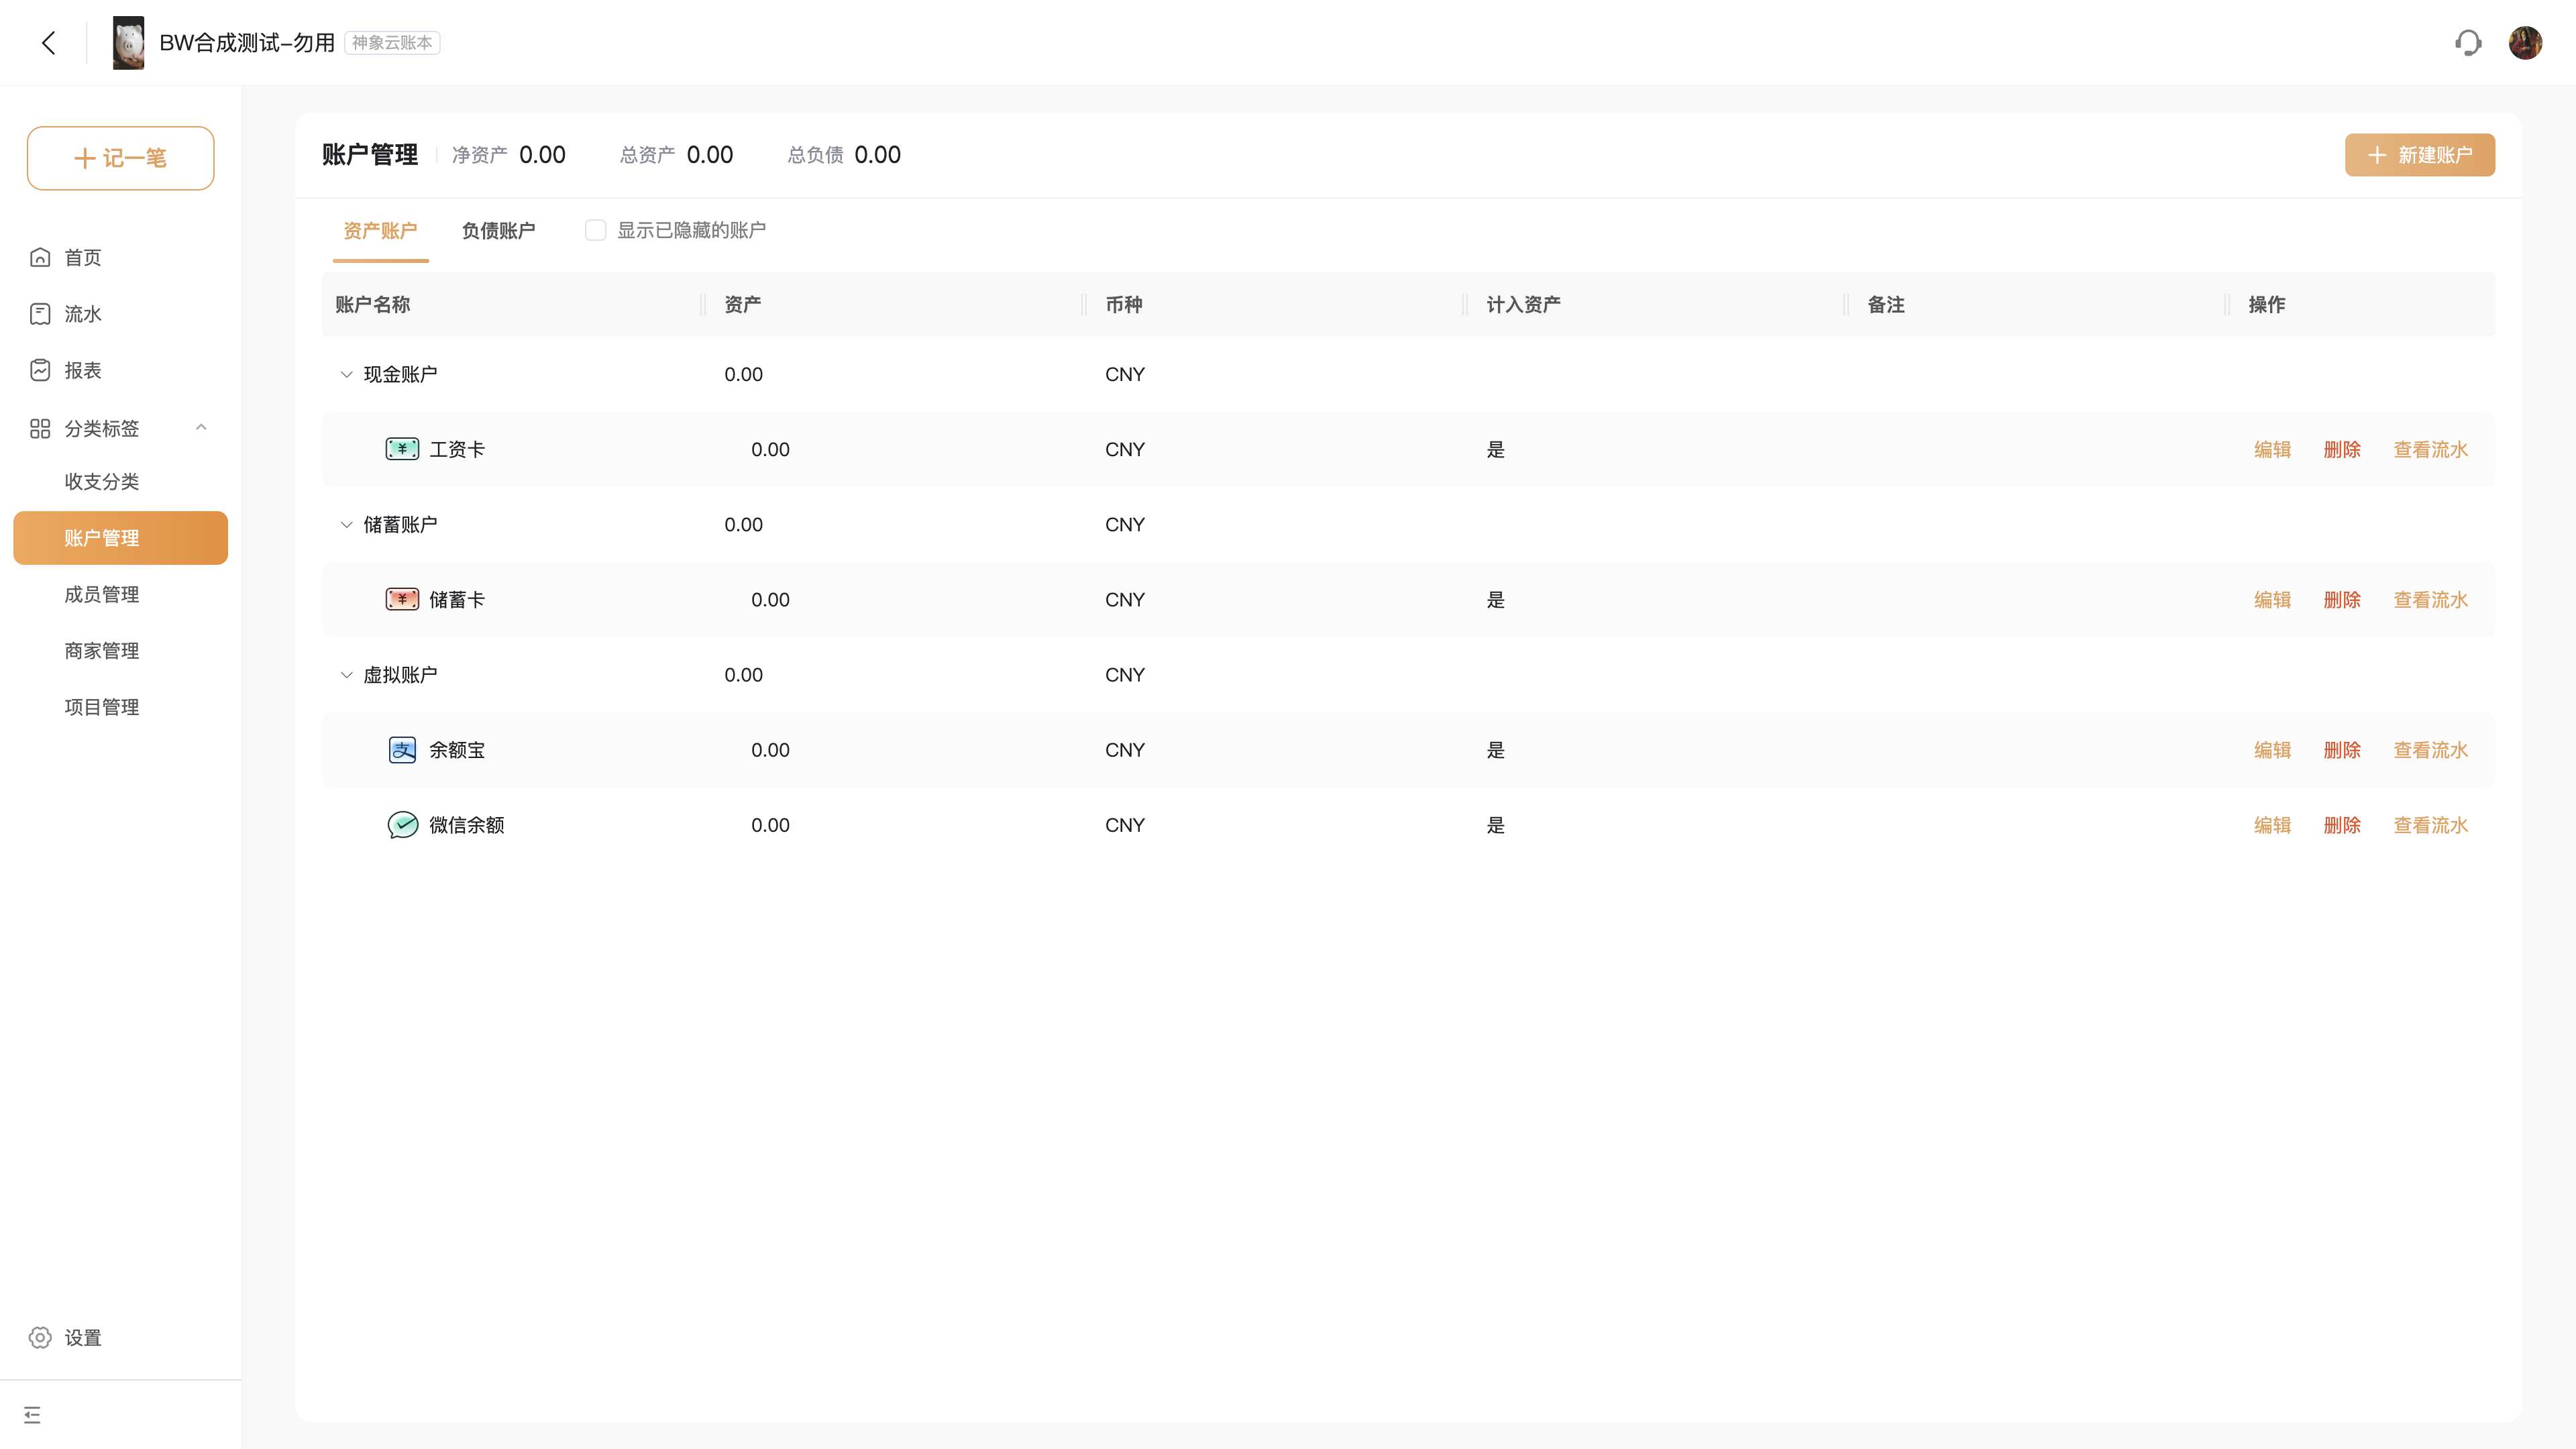 BW合成测试–勿用 神象云账本
记一笔
首页
流水
报表
分类标签
收支分类
账户管理
成员管理
商家管理
项目管理
设置
账户管理 净资产 0.00 总资产 0.00 总负债 0.00 新建账户
资产账户 负债账户 显示已隐藏的账户
账户名称 资产 币种 计入资产 备注 操作
现金账户 0.00 CNY
工资卡 0.00 CNY 是 编辑 删除 查看流水
储蓄账户 0.00 CNY
储蓄卡 0.00 CNY 是 编辑 删除 查看流水
虚拟账户 0.00 CNY
余额宝 0.00 CNY 是 编辑 删除 查看流水
微信余额 0.00 CNY 是 编辑 删除 查看流水